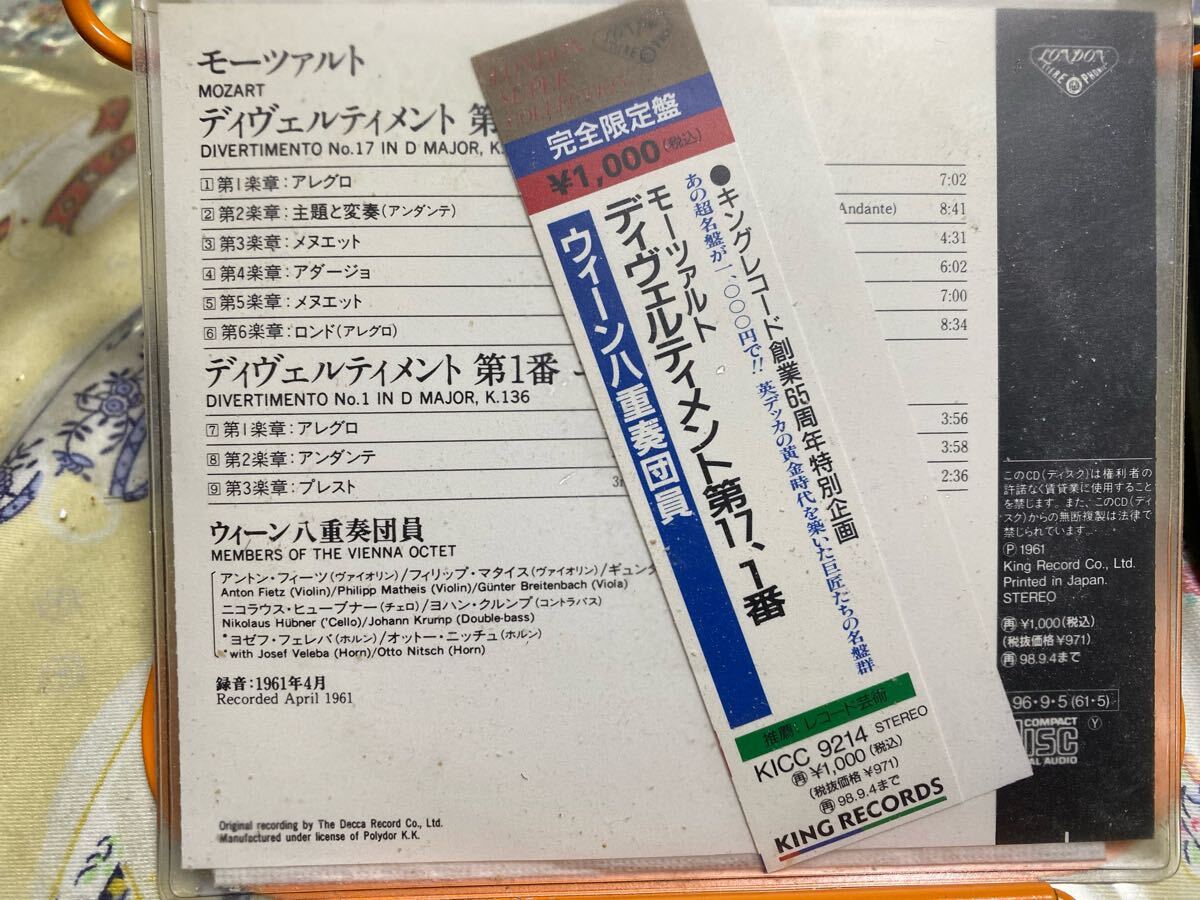 モーツァルト
MOZART
ディヴェルティメント 第
DIVERTIMENTO No.17 IN D MAJOR, K.
1 第1楽章:アレグロ
7:02
2 第2楽章:主題と変奏(アンダンテ)
Andante)
8:41
3 第3楽章:メヌエット
4:31
4 第4楽章:アダージョ
6:02
5 第5楽章:メヌエット
7:00
6 第6楽章:ロンド(アレグロ)
8:34
ディヴェルティメント 第1番
DIVERTIMENTO No.1 IN D MAJOR, K.136
7 第1楽章:アレグロ
3:56
8 第2楽章:アンダンテ
3:58
9 第3楽章:プレスト
2:36
ウィーン八重奏団員
MEMBERS OF THE VIENNA OCTET
アントン・フィーツ(ヴァイオリン)/フィリップ・マタイス(ヴァイオリン)/ギュンタ
Anton Fietz (Violin)/Philipp Matheis (Violin)/Günter Breitenbach (Viola)
ニコラウス・ヒューブナー(チェロ)/ヨハン・クルンプ(コントラバス)
Nikolaus Hübner ('Cello)/Johann Krump (Double-bass)
*ヨゼフ・フェレバ(ホルン)/オットー・ニッチュ(ホルン)
*with Josef Veleba (Horn)/Otto Nitsch (Horn)
録音:1961年4月
Recorded April 1961
Original recording by The Decca Record Co., Ltd.
Manufactured under license of Polydor K.K.
LONDON
SUPER
COLLECTION
完全限定盤
¥1,000(税込)
●キングレコード創業65周年特別企画
あの超名盤が一、〇〇〇円で!! 英デッカの黄金時代を築いた巨匠たちの名盤群
モーツァルト
ディヴェルティメント第17、1番
ウィーン八重奏団員
推薦:レコード芸術
KICC 9214 STEREO
再¥1,000(税込)
(税抜価格¥971)
再98.9.4まで
KING RECORDS
LONDON
このCD(ディスク)は権利者の
許諾なく賃貸業に使用すること
を禁じます。また、このCD(ディ
スク)からの無断複製は法律で
禁じられています。
Ⓟ 1961
King Record Co., Ltd.
Printed in Japan.
STEREO
再¥1,000(税込)
(税抜価格¥971)
再98.9.4まで
96・9・5(61・5)
COMPACT
DISC
AL AUDIO
Ⓨ